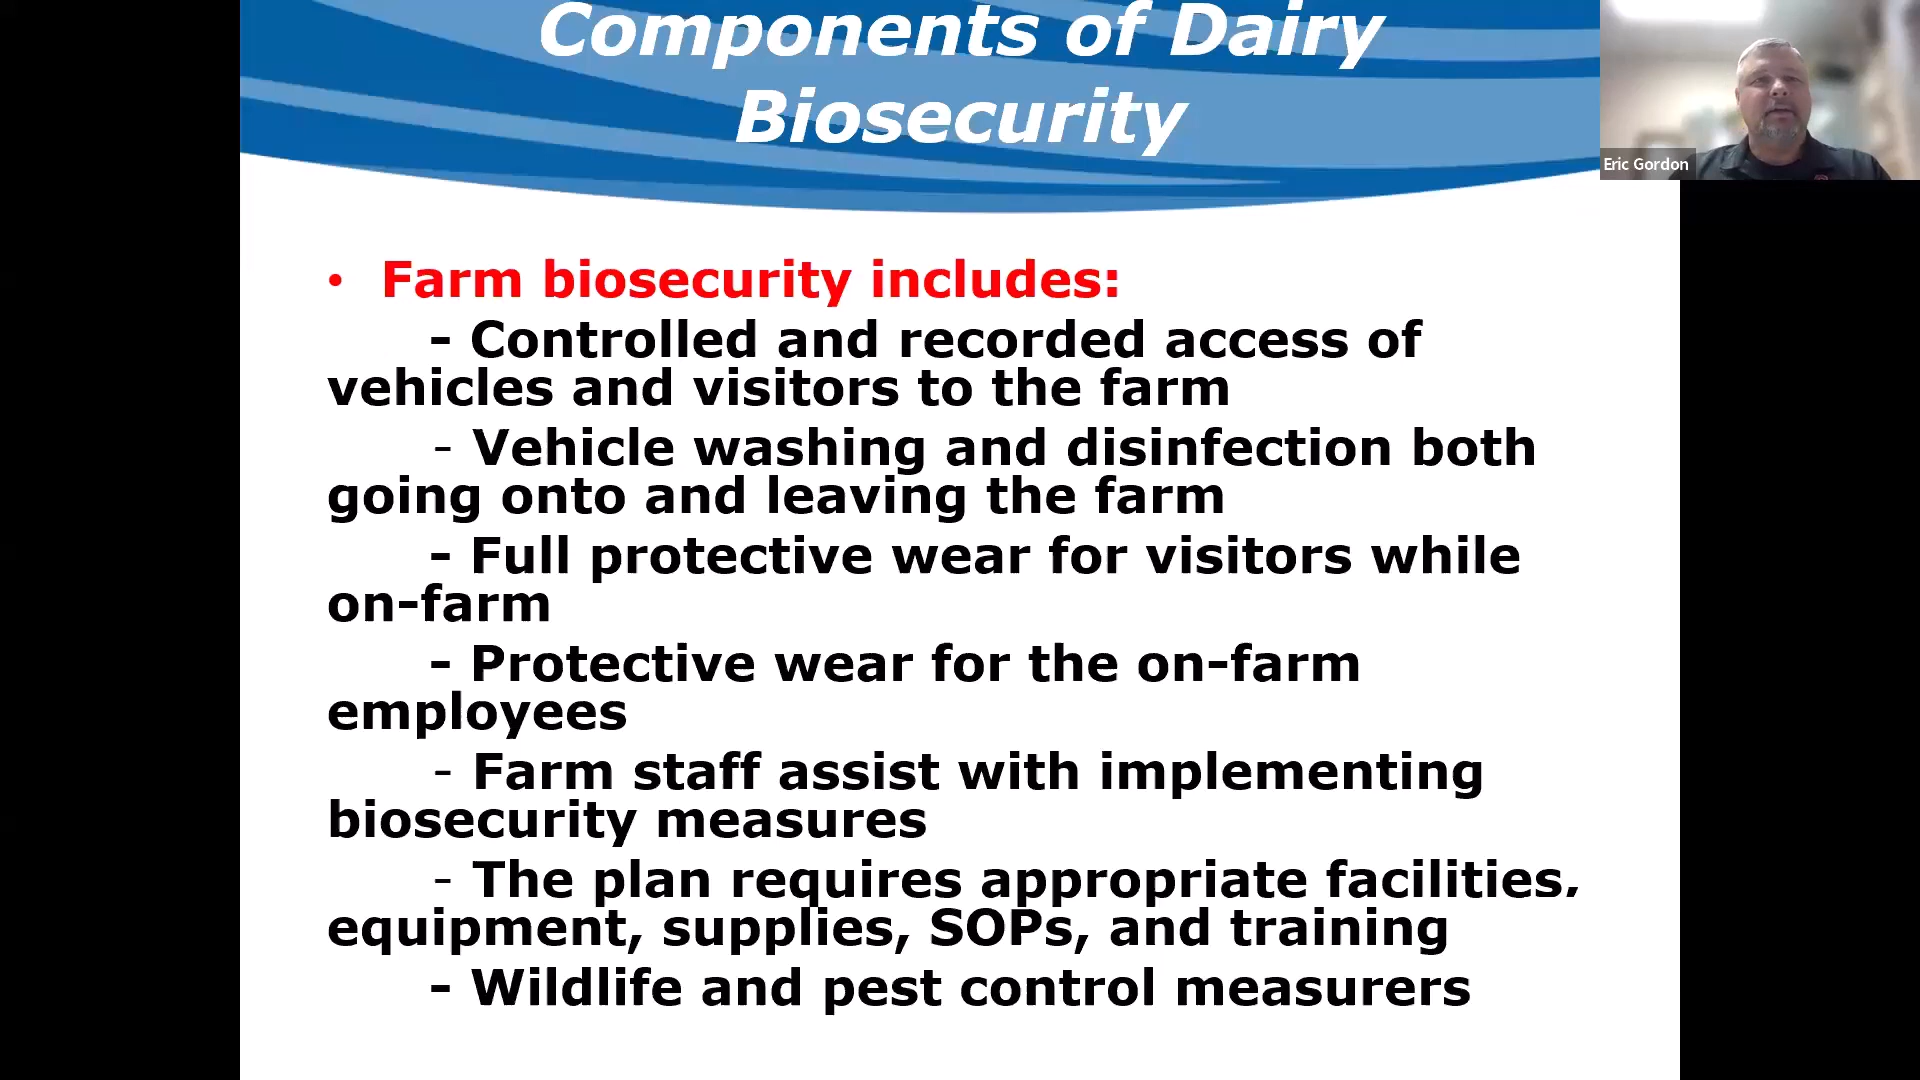 Components of Dairy
Biosecurity
Eric Gordon
• Farm biosecurity includes:
- Controlled and recorded access of
vehicles and visitors to the farm
- Vehicle washing and disinfection both
going onto and leaving the farm
- Full protective wear for visitors while
on-farm
- Protective wear for the on-farm
employees
- Farm staff assist with implementing
biosecurity measures
- The plan requires appropriate facilities,
equipment, supplies, SOPs, and training
- Wildlife and pest control measurers